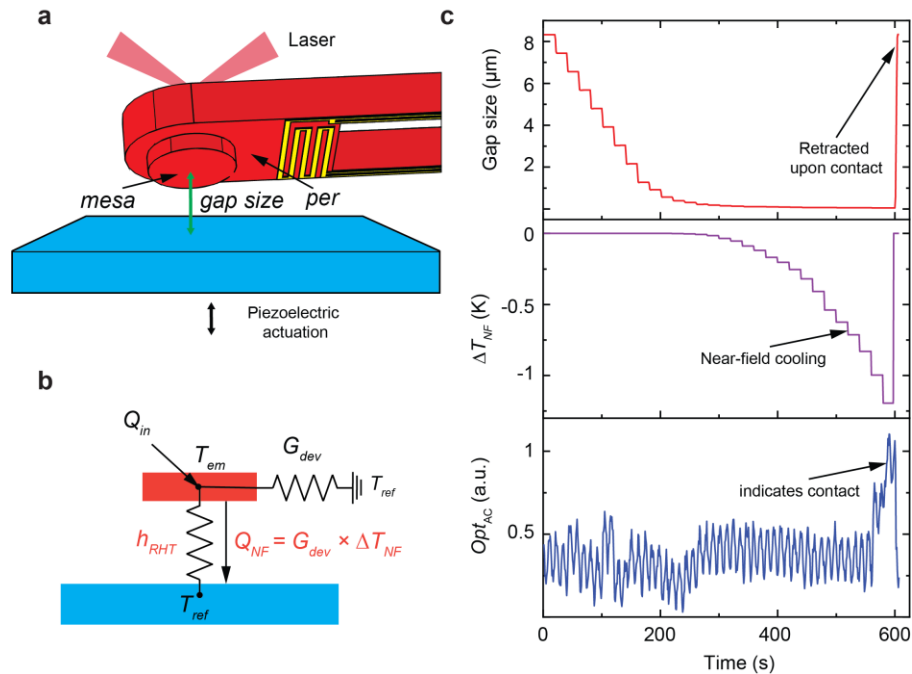 a
Laser
mesa
gap size
per
Piezoelectric
actuation
b
Q_in
T_em
G_dev
T_ref
h_RHT
Q_NF = G_dev × ΔT_NF
T_ref
c
Gap size (μm)
8
6
4
2
Retracted
upon contact
ΔT_NF (K)
0
-0.5
-1
Near-field cooling
Opt_AC (a.u.)
1
0.5
indicates contact
0
200
400
600
Time (s)